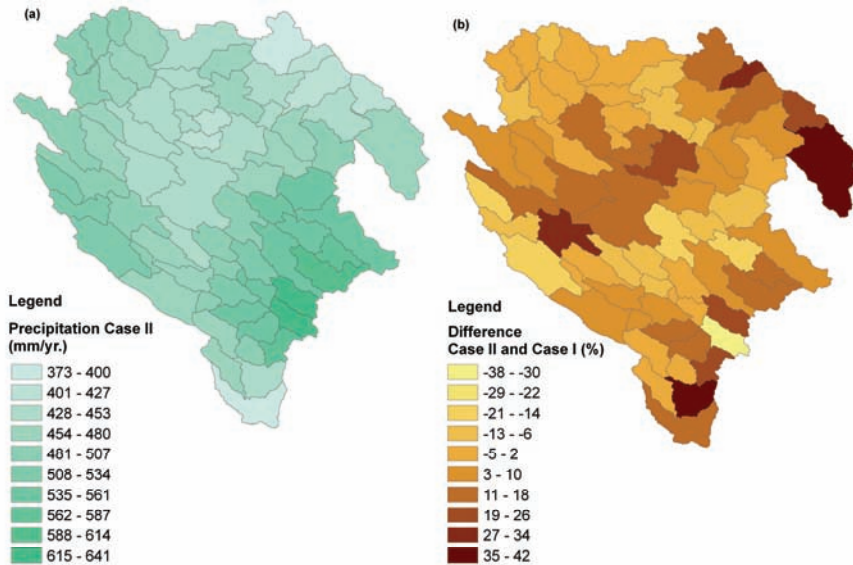 (a)
Legend
Precipitation Case II
(mm/yr.)
373 - 400
401 - 427
428 - 453
454 - 480
481 - 507
508 - 534
535 - 561
562 - 587
588 - 614
615 - 641
(b)
Legend
Difference
Case II and Case I (%)
-38 - -30
-29 - -22
-21 - -14
-13 - -6
-5 - 2
3 - 10
11 - 18
19 - 26
27 - 34
35 - 42